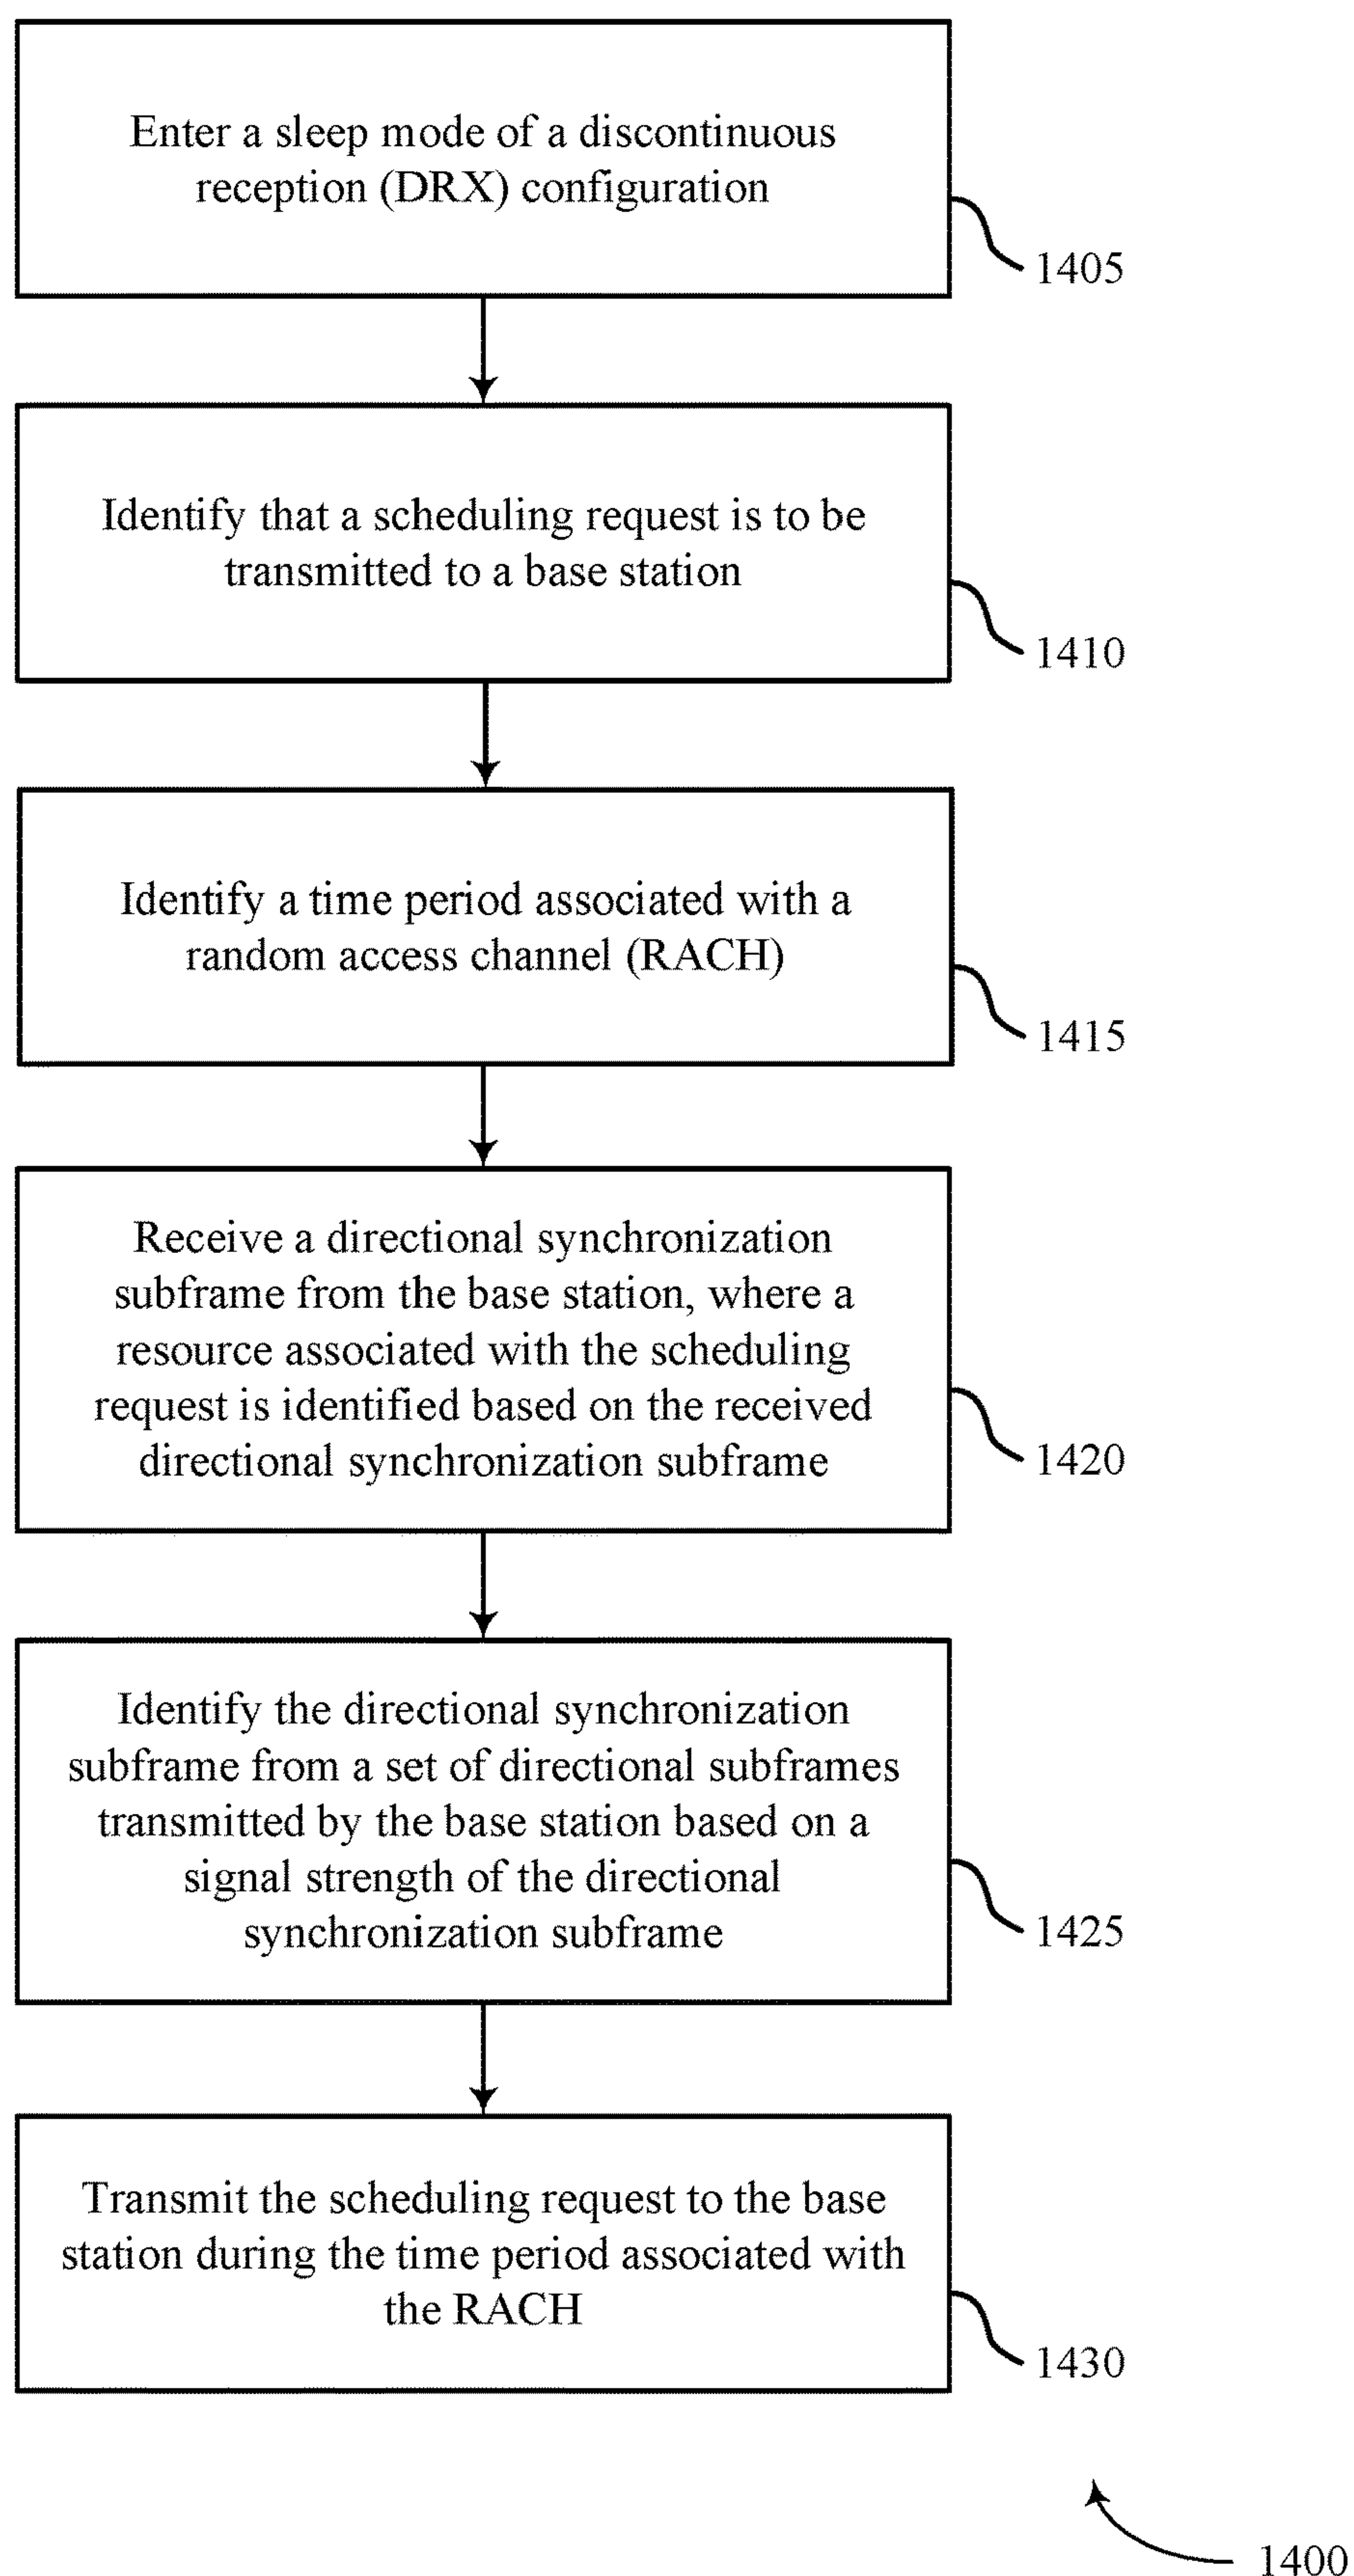 Enter a sleep mode of a discontinuous
reception (DRX) configuration
1405
Identify that a scheduling request is to be
transmitted to a base station
1410
Identify a time period associated with a
random access channel (RACH)
1415
Receive a directional synchronization
subframe from the base station, where a
resource associated with the scheduling
request is identified based on the received
directional synchronization subframe
1420
Identify the directional synchronization
subframe from a set of directional subframes
transmitted by the base station based on a
signal strength of the directional
synchronization subframe
1425
Transmit the scheduling request to the base
station during the time period associated with
the RACH
1430
1400